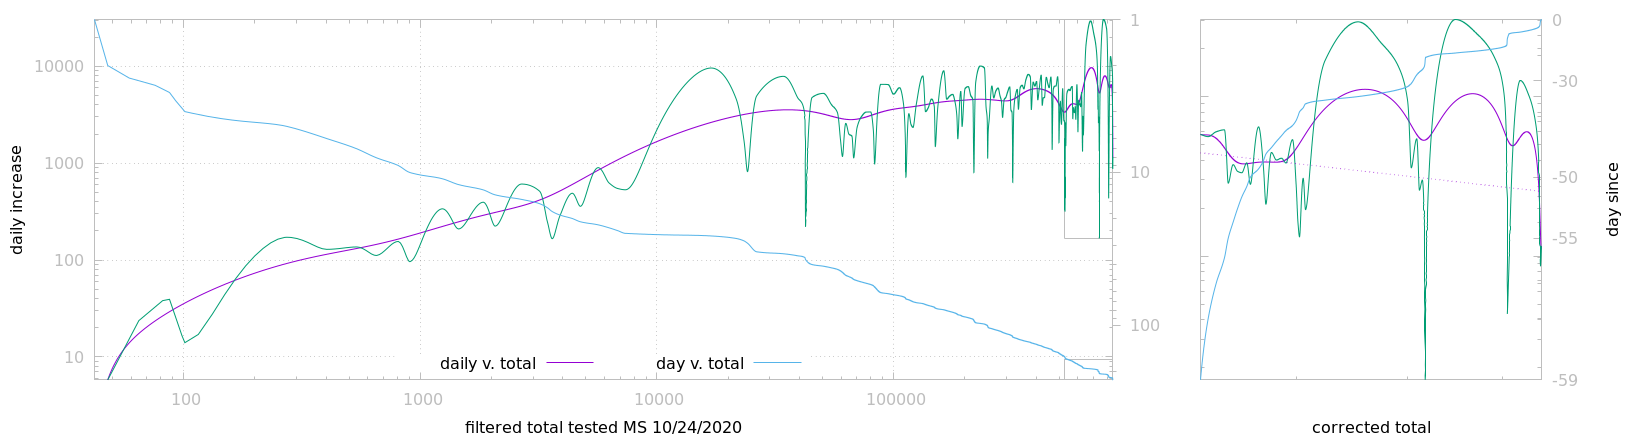 daily increase
10000
1000
100
10
100
1000
10000
100000
1
10
100
daily v. total
day v. total
filtered total tested MS 10/24/2020
-0
-30
-50
-55
-59
day since
corrected total